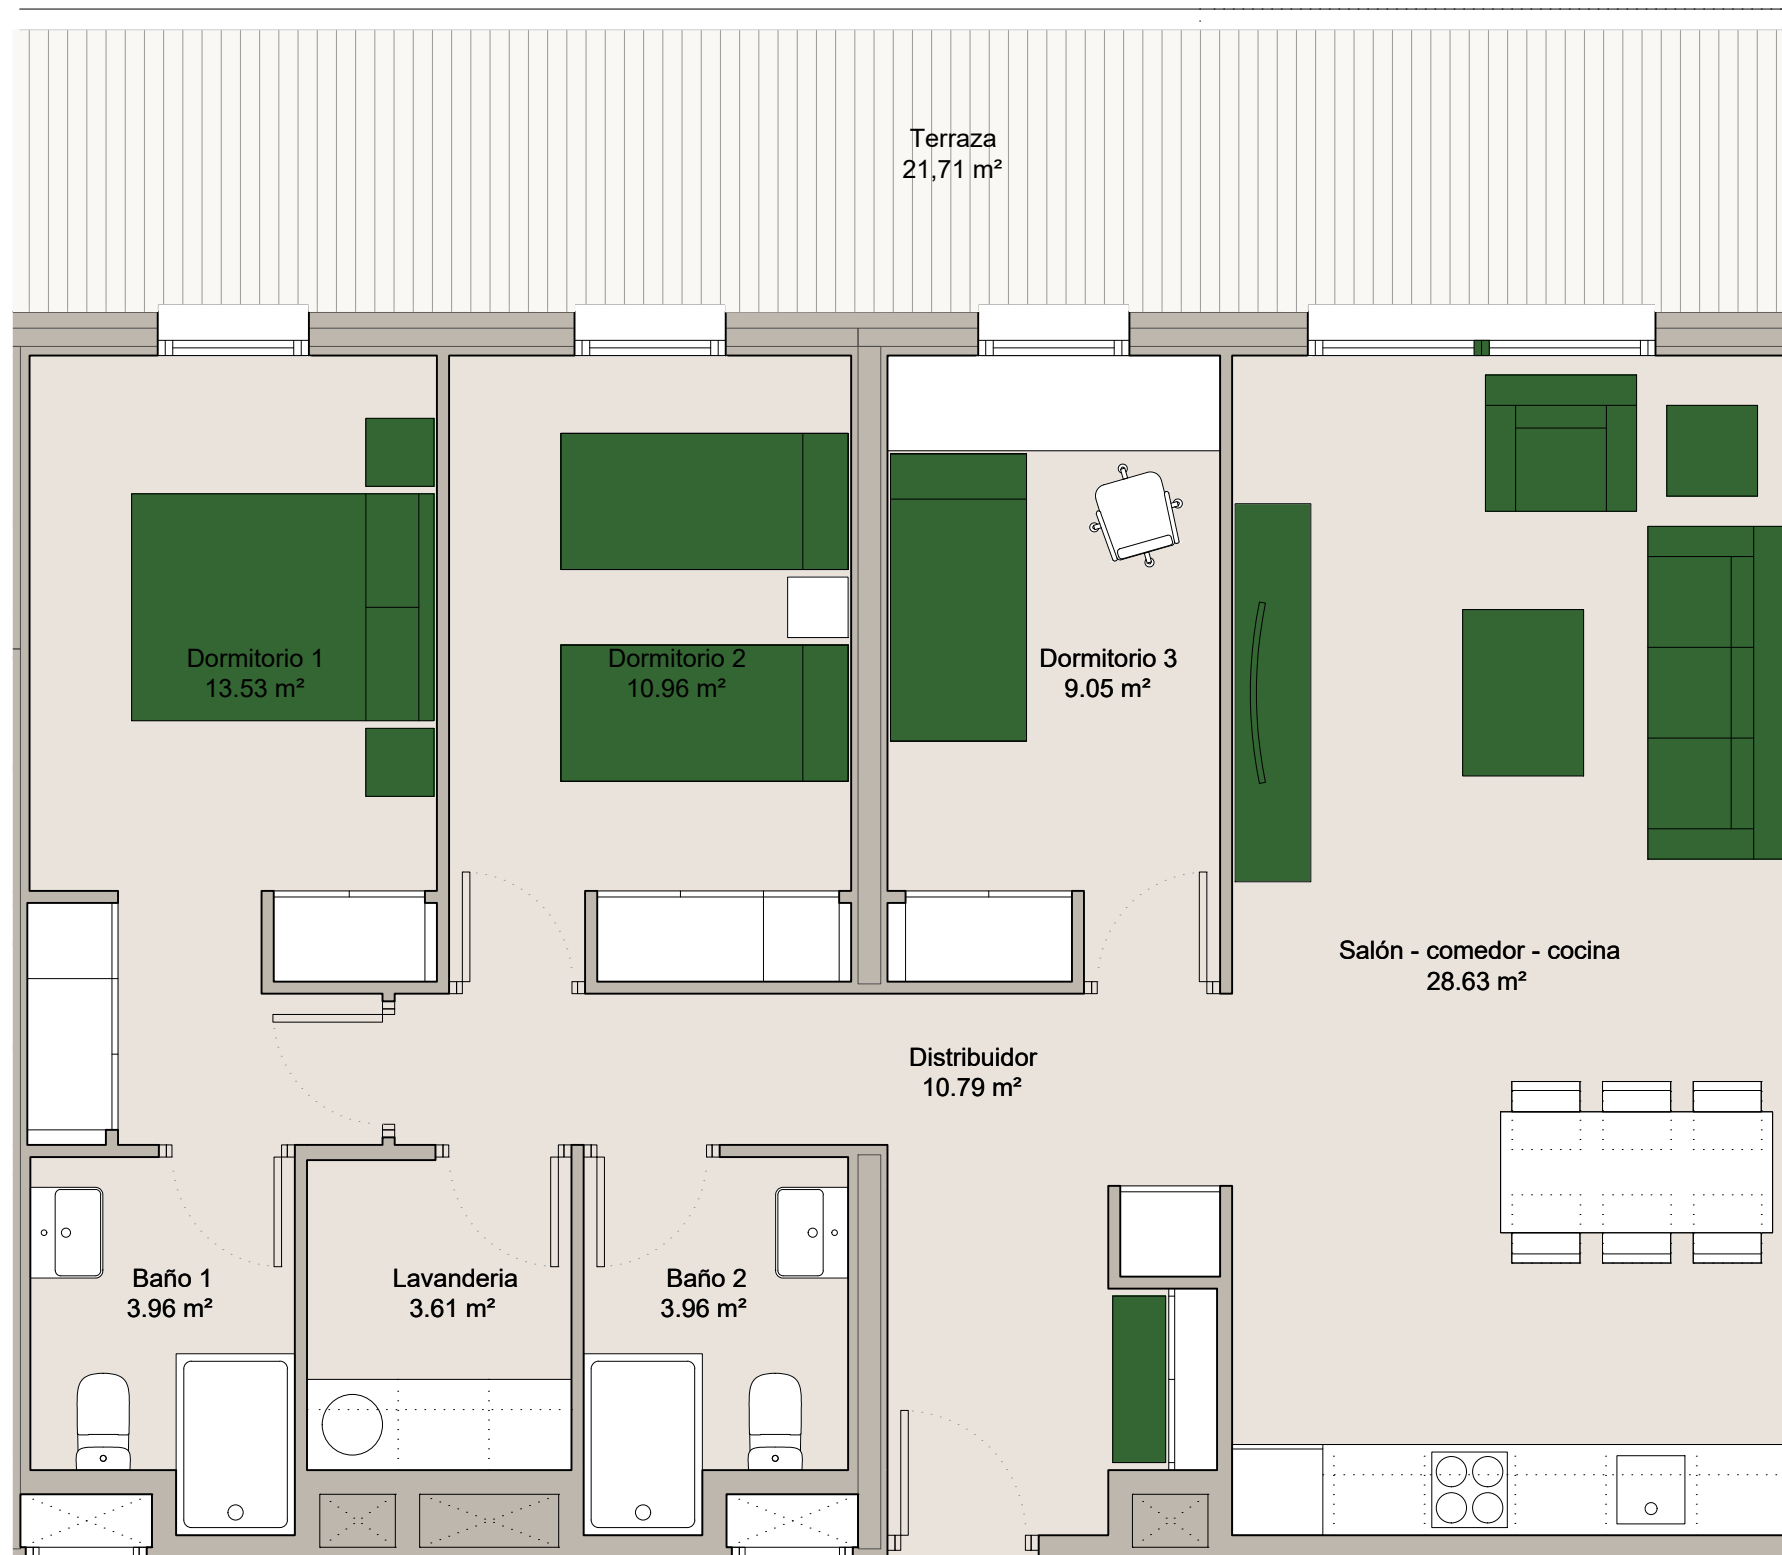 Terraza
21,71 m²
Dormitorio 1
13.53 m²
Dormitorio 2
10.96 m²
Dormitorio 3
9.05 m²
Salón - comedor - cocina
28.63 m²
Distribuidor
10.79 m²
Baño 1
3.96 m²
Lavanderia
3.61 m²
Baño 2
3.96 m²